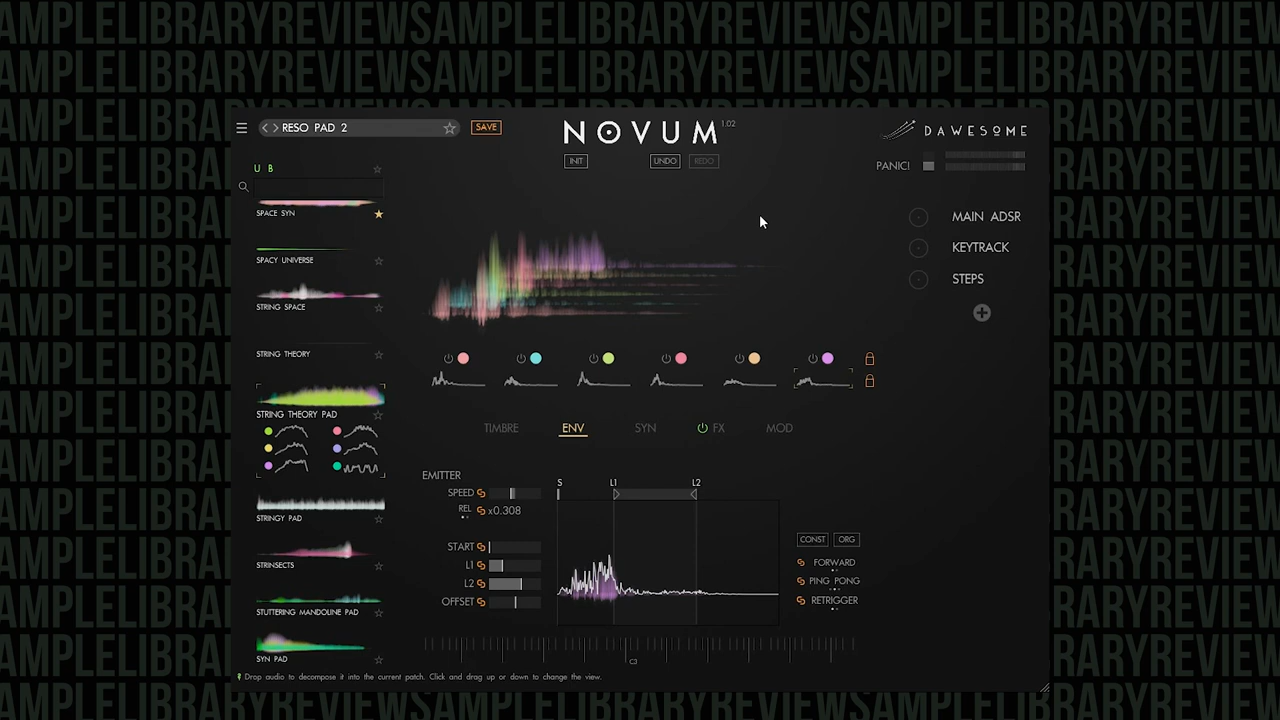 SAMPLELIBRARYREVIEWSAMPLELIBRARYREVIEWSAMPLELIBRARYREVIEWS
RESO PAD 2
SAVE
NOVUM 1.02
DAWESOME
INIT
UNDO
REDO
PANIC!
U B
SPACE SYN
SPACY UNIVERSE
STRING SPACE
STRING THEORY
STRING THEORY PAD
STRINGY PAD
STRINSECTS
STUTTERING MANDOLINE PAD
SYN PAD
MAIN ADSR
KEYTRACK
STEPS
TIMBRE
ENV
SYN
FX
MOD
EMITTER
SPEED
REL x0.308
START
L1
L2
OFFSET
S L1 L2
CONST ORG
FORWARD
PING PONG
RETRIGGER
C3
Drop audio to decompose it into the current patch. Click and drag up or down to change the view.